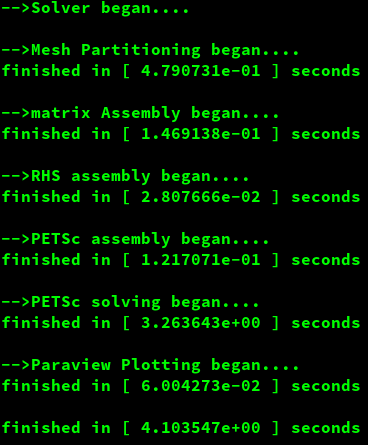 -->Solver began....
-->Mesh Partitioning began....
finished in [ 4.790731e-01 ] seconds
-->matrix Assembly began....
finished in [ 1.469138e-01 ] seconds
-->RHS assembly began....
finished in [ 2.807666e-02 ] seconds
-->PETSc assembly began....
finished in [ 1.217071e-01 ] seconds
-->PETSc solving began....
finished in [ 3.263643e+00 ] seconds
-->Paraview Plotting began....
finished in [ 6.004273e-02 ] seconds
finished in [ 4.103547e+00 ] seconds